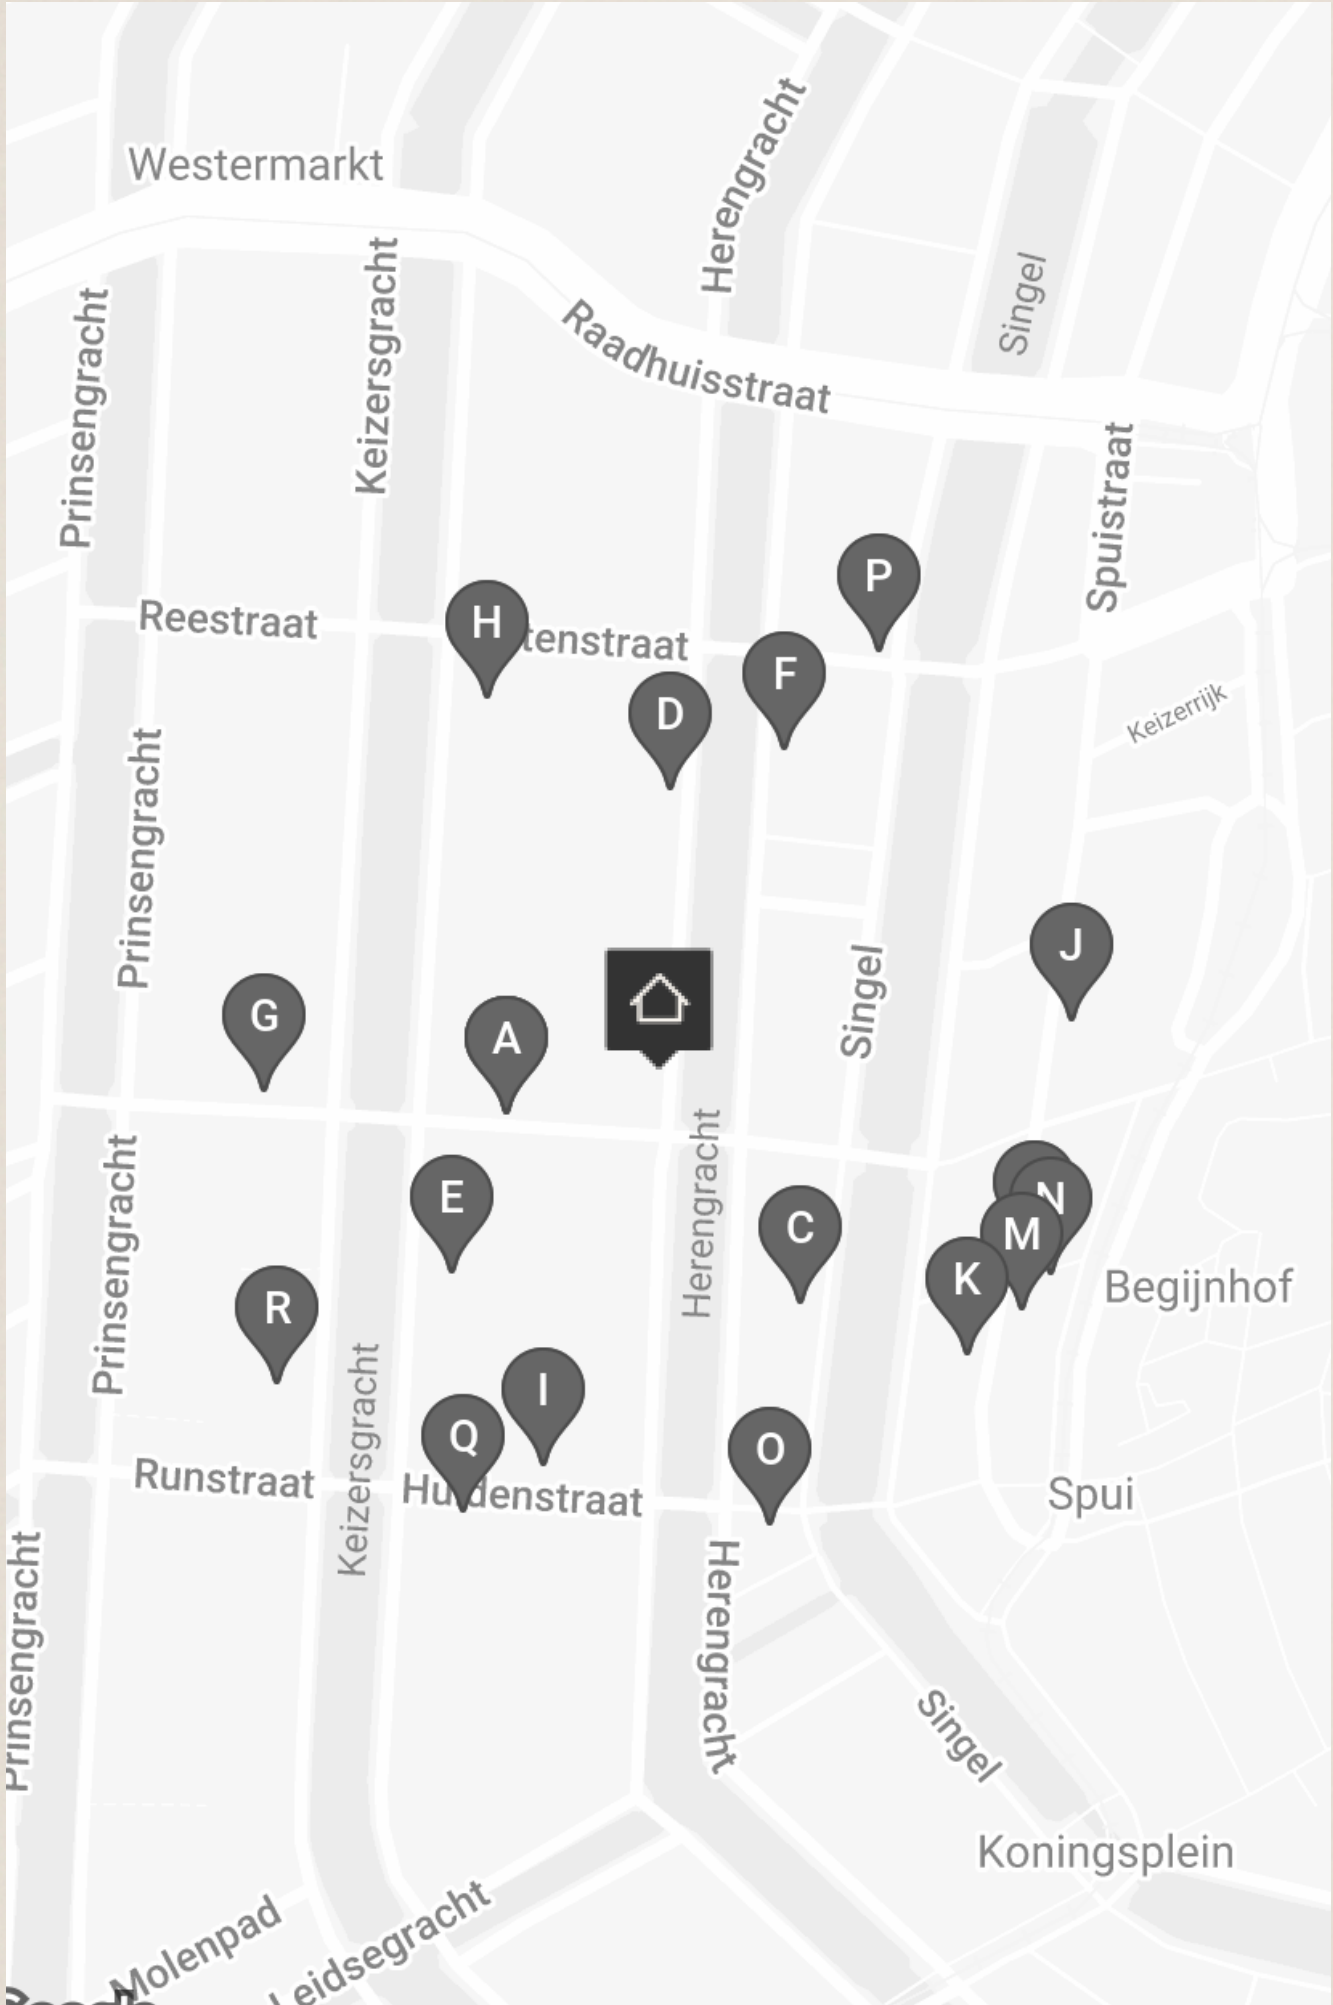 Herengracht
Westermarkt
Keizersgracht
Singel
Prinsengracht
Raadhuisstraat
Spuistraat
P
H
Reestraat
tenstraat
F
D
Keizerrijk
Prinsengracht
J
Singel
G
A
Herengracht
Prinsengracht
E
N
C
M
K
Begijnhof
R
Keizersgracht
I
Q
O
Runstraat
Hu denstraat
Spui
Prinsengracht
Herengracht
Singel
Koningsplein
Molenpad
Leidsegracht